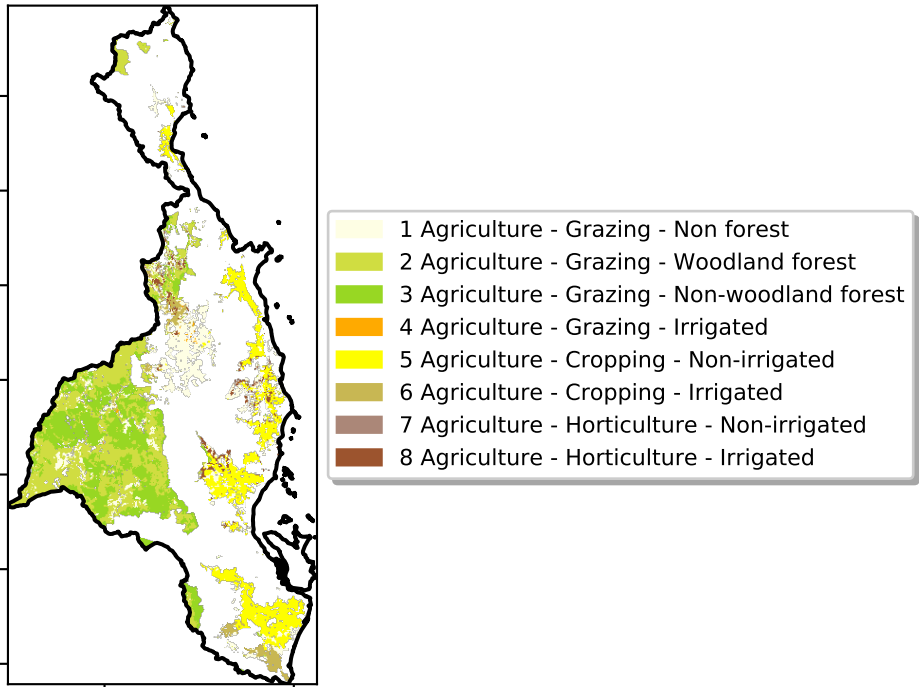 1 Agriculture - Grazing - Non forest
2 Agriculture - Grazing - Woodland forest
3 Agriculture - Grazing - Non-woodland forest
4 Agriculture - Grazing - Irrigated
5 Agriculture - Cropping - Non-irrigated
6 Agriculture - Cropping - Irrigated
7 Agriculture - Horticulture - Non-irrigated
8 Agriculture - Horticulture - Irrigated